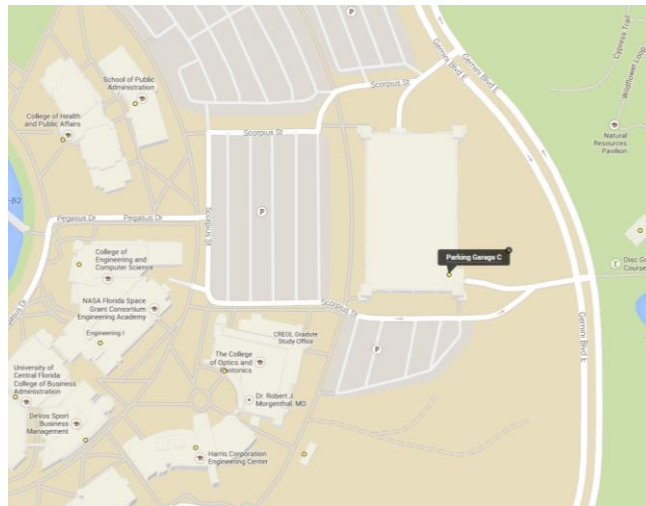 P
School of Public
Administration
College of Health
and Public Affairs
Scorpius St
Gemini Blvd E
Gemini Blvd E
Cypress Trail
Wildflower Loop
Natural
Resources
Pavilion
Scorpius St
-B2
Pegasus Dr
Pegasus Dr
Scorpius St
P
College of
Engineering and
Computer Science
Parking Garage C
Disc Go
Course
NASA Florida Space
Grant Consortium
Engineering Academy
Pegasus Dr
Engineering I
Scorpius St
CREOL Gradute
Study Office
Gemini Blvd E
The College
of Optics and
Photonics
P
University of
Central Florida:
College of Business
Administration
Dr. Robert J.
Morgenthal, MD
DeVos Sport
Business
Management
Harris Corporation
Engineering Center